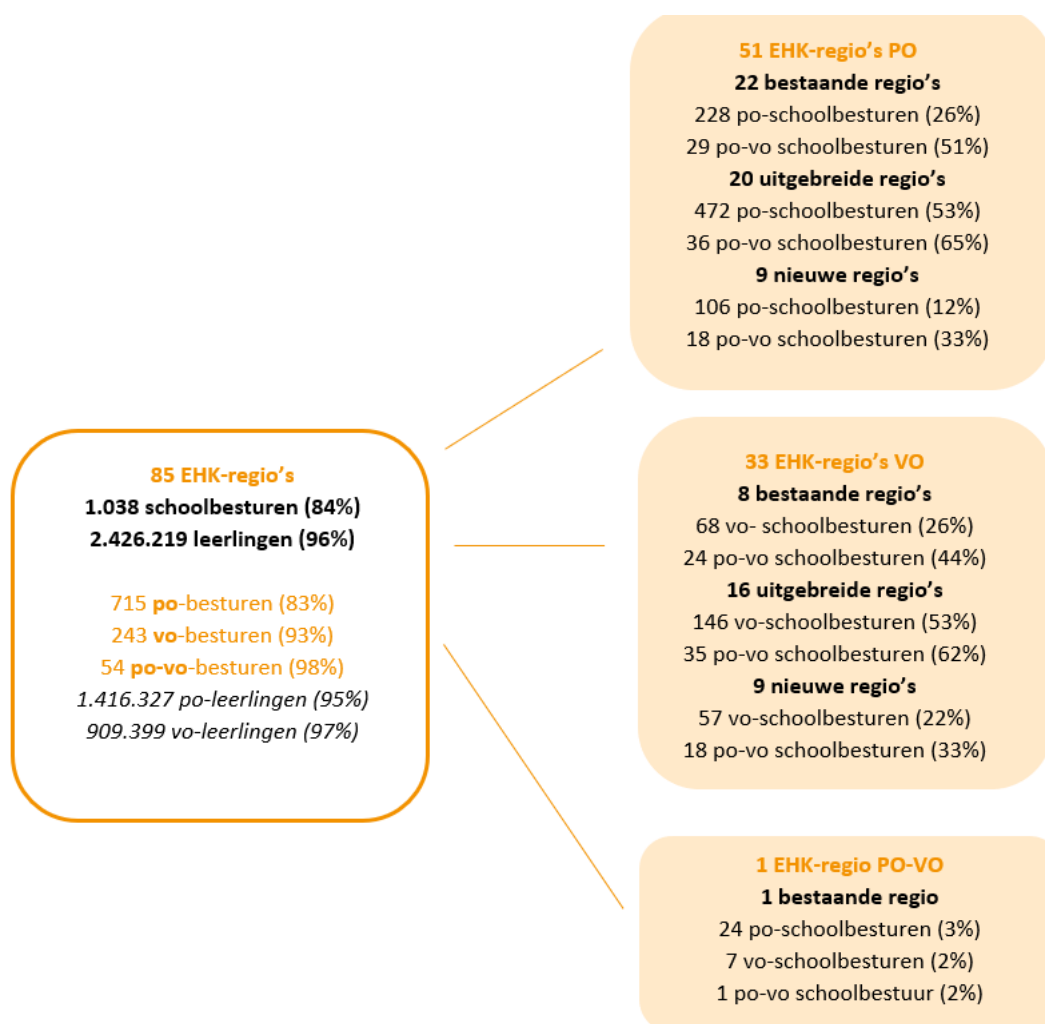 85 EHK-regio's
1.038 schoolbesturen (84%)
2.426.219 leerlingen (96%)
715 po-besturen (83%)
243 vo-besturen (93%)
54 po-vo-besturen (98%)
1.416.327 po-leerlingen (95%)
909.399 vo-leerlingen (97%)
51 EHK-regio's PO
22 bestaande regio's
228 po-schoolbesturen (26%)
29 po-vo schoolbesturen (51%)
20 uitgebreide regio's
472 po-schoolbesturen (53%)
36 po-vo schoolbesturen (65%)
9 nieuwe regio's
106 po-schoolbesturen (12%)
18 po-vo schoolbesturen (33%)
33 EHK-regio's VO
8 bestaande regio's
68 vo- schoolbesturen (26%)
24 po-vo schoolbesturen (44%)
16 uitgebreide regio's
146 vo-schoolbesturen (53%)
35 po-vo schoolbesturen (62%)
9 nieuwe regio's
57 vo-schoolbesturen (22%)
18 po-vo schoolbesturen (33%)
1 EHK-regio PO-VO
1 bestaande regio
24 po-schoolbesturen (3%)
7 vo-schoolbesturen (2%)
1 po-vo schoolbestuur (2%)